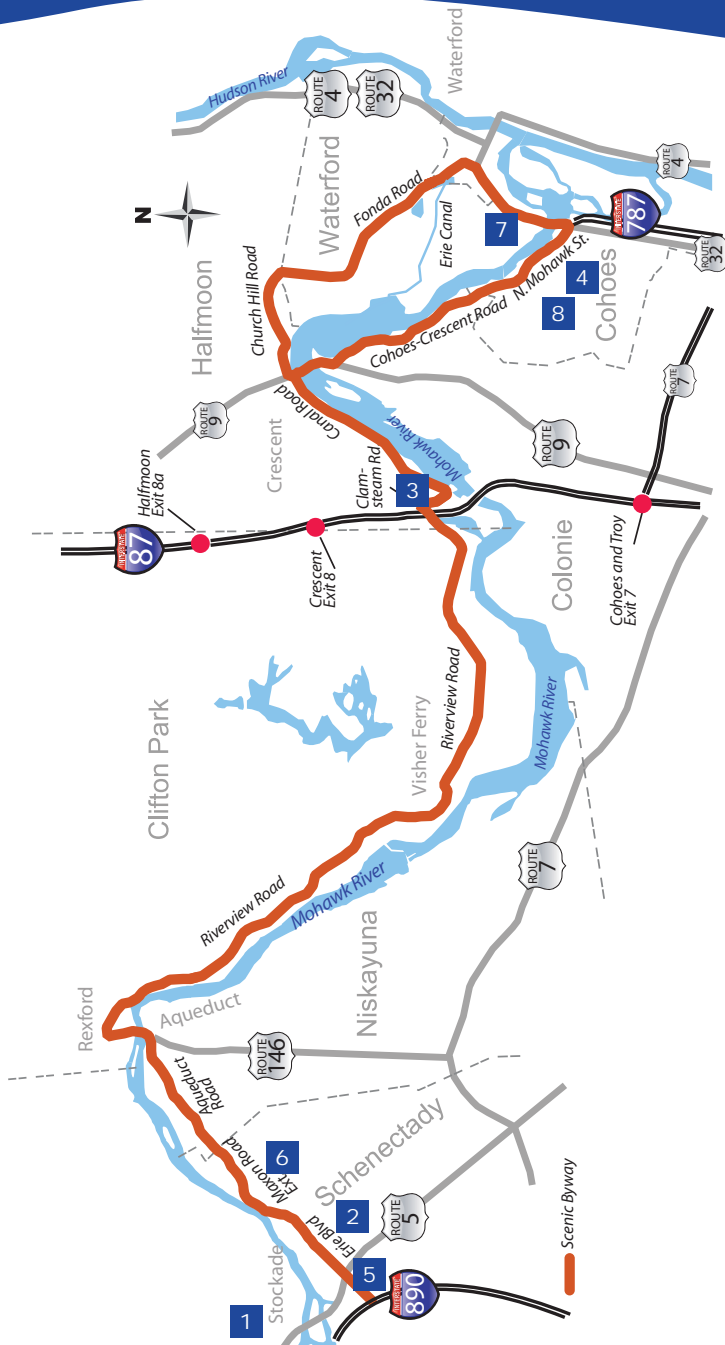 Hudson River
ROUTE
4
ROUTE
32
Waterford
N
Halfmoon
Waterford
Church Hill Road
Fonda Road
Erie Canal
7
INTERSTATE
787
ROUTE
4
ROUTE
32
N. Mohawk St.
4
8
Cohoes
Cohoes-Crescent Road
ROUTE
9
Crescent
Canal Road
Mohawk River
ROUTE
9
ROUTE
7
Halfmoon
Exit 8a
INTERSTATE
87
Clam-
steam Rd
3
Crescent
Exit 8
Colonie
Cohoes and Troy
Exit 7
Clifton Park
Visher Ferry
Riverview Road
Mohawk River
Riverview Road
Mohawk River
ROUTE
7
Niskayuna
Rexford
Aqueduct
ROUTE
146
Aqueduct
Road
Maxon Road
Ext
6
Schenectady
Erie Blvd
2
ROUTE
5
Stockade
1
5
INTERSTATE
890
Scenic Byway